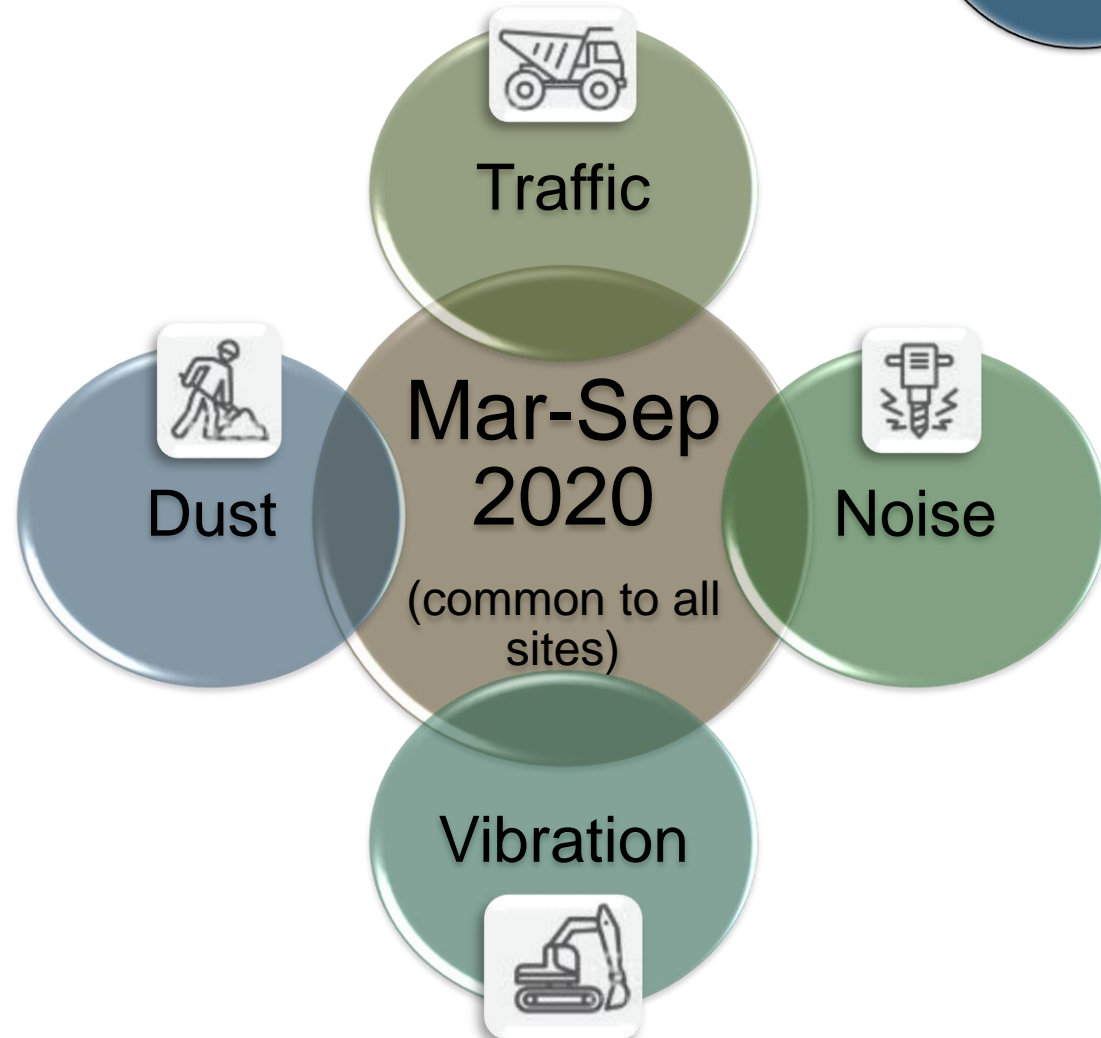 Traffic
Mar-Sep
2020
(common to all
sites)
Dust
Noise
Vibration